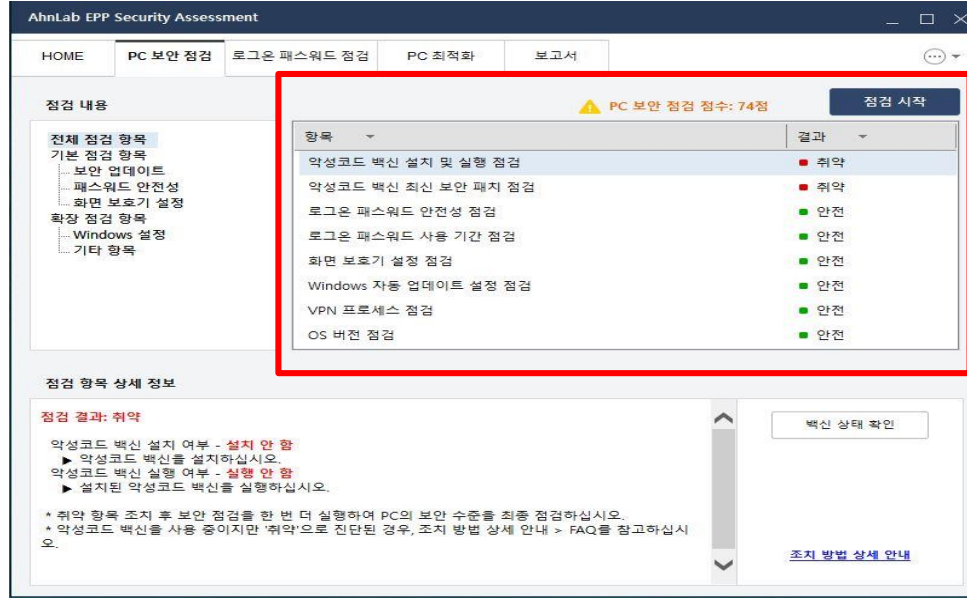 AhnLab EPP Security Assessment
HOME
PC 보안 점검
로그온 패스워드 점검
PC 최적화
보고서
점검 내용
PC 보안 점검 점수: 74점
점검 시작
전체 점검 항목
기본 점검 항목
보안 업데이트
패스워드 안전성
화면 보호기 설정
확장 점검 항목
Windows 설정
기타 항목
항목 결과
악성코드 백신 설치 및 실행 점검 취약
악성코드 백신 최신 보안 패치 점검 취약
로그온 패스워드 안전성 점검 안전
로그온 패스워드 사용 기간 점검 안전
화면 보호기 설정 점검 안전
Windows 자동 업데이트 설정 점검 안전
VPN 프로세스 점검 안전
OS 버전 점검 안전
점검 항목 상세 정보
점검 결과: 취약
악성코드 백신 설치 여부 - 설치 안 함
▶ 악성코드 백신을 설치하십시오.
악성코드 백신 실행 여부 - 실행 안 함
▶ 설치된 악성코드 백신을 실행하십시오.
* 취약 항목 조치 후 보안 점검을 한 번 더 실행하여 PC의 보안 수준을 최종 점검하십시오.
* 악성코드 백신을 사용 중이지만 '취약'으로 진단된 경우, 조치 방법 상세 안내 > FAQ를 참고하십시
오.
백신 상태 확인
조치 방법 상세 안내